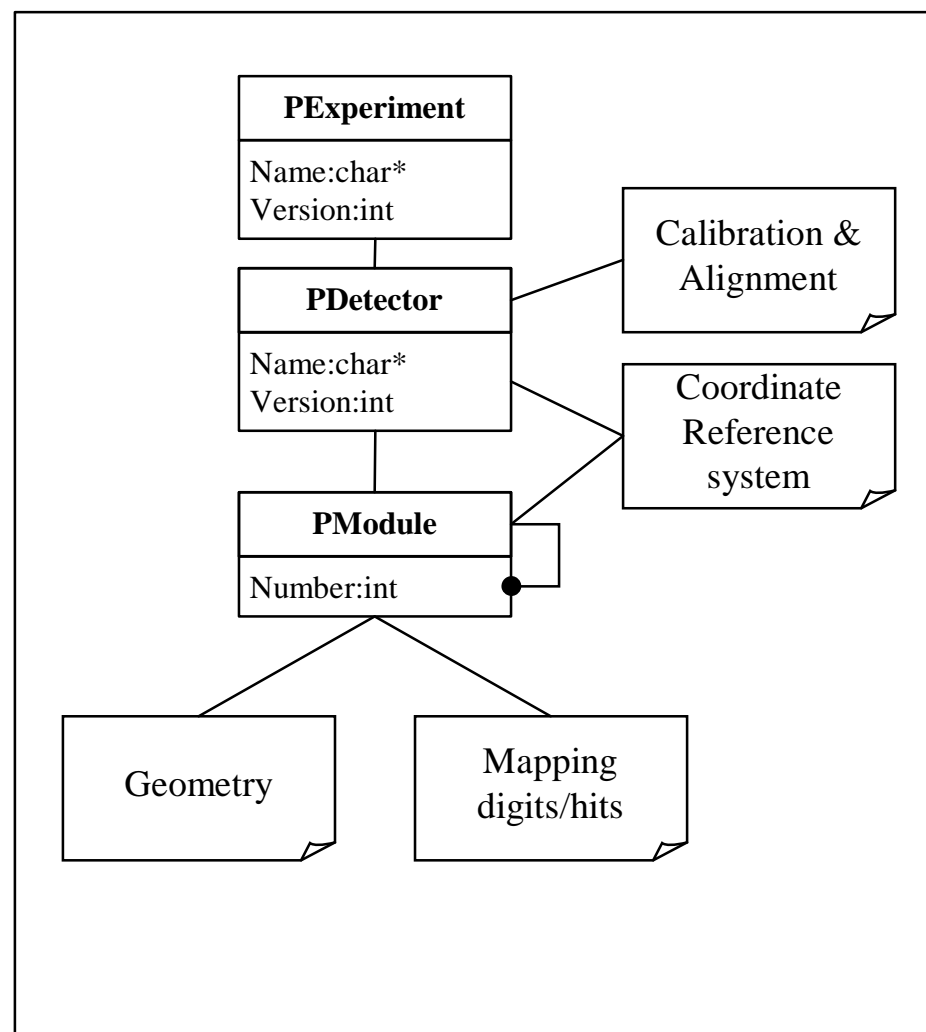 PExperiment
Name:char*
Version:int
Calibration &
Alignment
PDetector
Name:char*
Version:int
Coordinate
Reference
system
PModule
Number:int
Geometry
Mapping
digits/hits